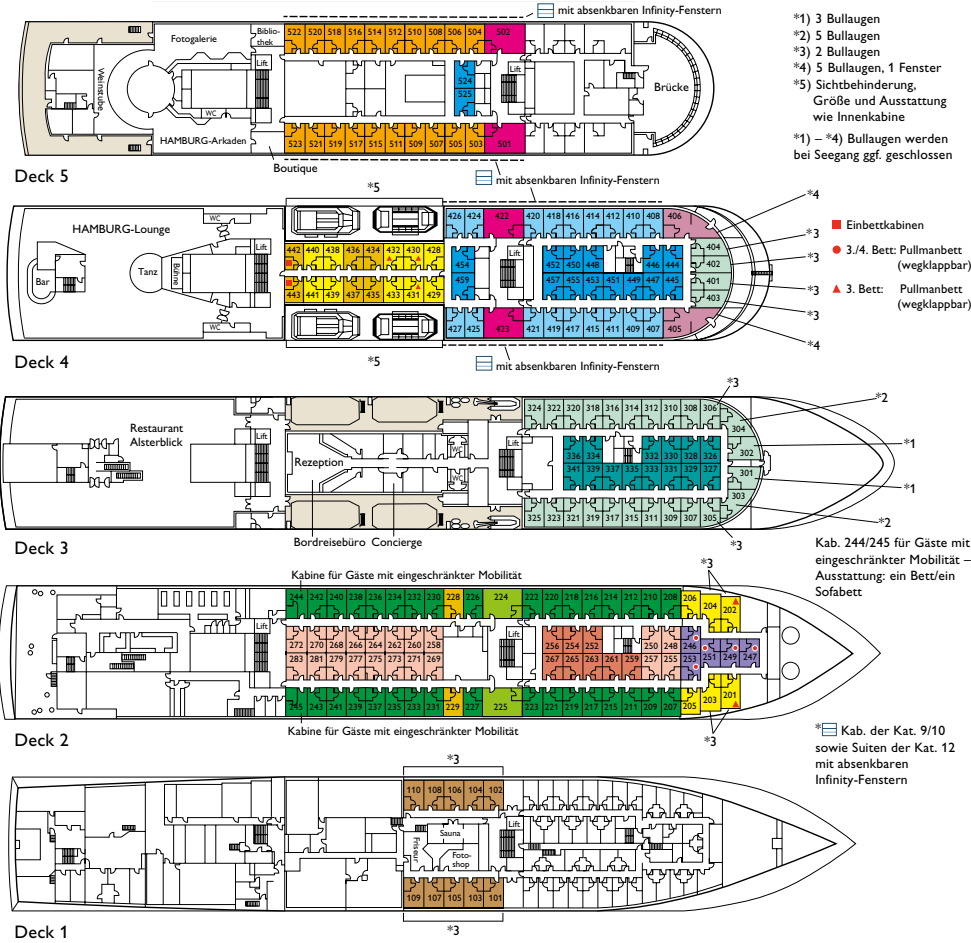 mit absenkbaren Infinity-Fenstern
Fotogalerie
Biblio-
thek
Lift
522 520 518 516 514 512 510 508 506 504 502
Weinstube
WC
524
525
Lift
Brücke
HAMBURG-Arkaden
523 521 519 517 515 511 509 507 505 503 501
Boutique
Deck 5
mit absenkbaren Infinity-Fenstern
*1) 3 Bullaugen
*2) 5 Bullaugen
*3) 2 Bullaugen
*4) 5 Bullaugen, 1 Fenster
*5) Sichtbehinderung,
Größe und Ausstattung
wie Innenkabine
*1) – *4) Bullaugen werden
bei Seegang ggf. geschlossen
*5
HAMBURG-Lounge
WC
Lift
Bar
Tanz
Bühne
WC
426 424 422 420 418 416 414 412 410 408 406
442 440 438 436 434 432 430 428
443 441 439 437 435 433 431 429
454
459
Lift
452 450 448 446 444
457 455 453 451 449 447 445
404
402
401
403
427 425 423 421 419 417 415 411 409 407 405
*4
*3
*3
*3
*3
*4
*5
mit absenkbaren Infinity-Fenstern
Deck 4
Einbettkabinen
3./4. Bett: Pullmanbett
(wegklappbar)
3. Bett: Pullmanbett
(wegklappbar)
Restaurant
Alsterblick
Lift
Rezeption
WC
WC
Lift
324 322 320 318 316 314 312 310 308 306
304
302
301
303
336 334 332 330 328 326
341 339 337 335 333 331 329 327
325 323 321 319 317 315 311 309 307 305
*3
*2
*1
*1
*2
*3
Bordreisebüro Concierge
Deck 3
Kab. 244/245 für Gäste mit
eingeschränkter Mobilität –
Ausstattung: ein Bett/ein
Sofabett
Kabine für Gäste mit eingeschränkter Mobilität
*3
Lift
244 242 240 238 236 234 232 230 228 226 224 222 220 218 216 214 212 210 208 206 204 202
272 270 268 266 264 262 260 258
283 281 279 277 275 273 271 269
Lift
256 254 252 250 248 246
267 265 263 261 259 257 255 253 251 249 247
245 243 241 239 237 235 233 231 229 227 225 223 221 219 217 215 211 209 207 205 203 201
Kabine für Gäste mit eingeschränkter Mobilität
*3
Deck 2
* Kab. der Kat. 9/10
sowie Suiten der Kat. 12
mit absenkbaren
Infinity-Fenstern
*3
110 108 106 104 102
Friseur
Sauna
Foto-
shop
Lift
109 107 105 103 101
*3
Deck 1